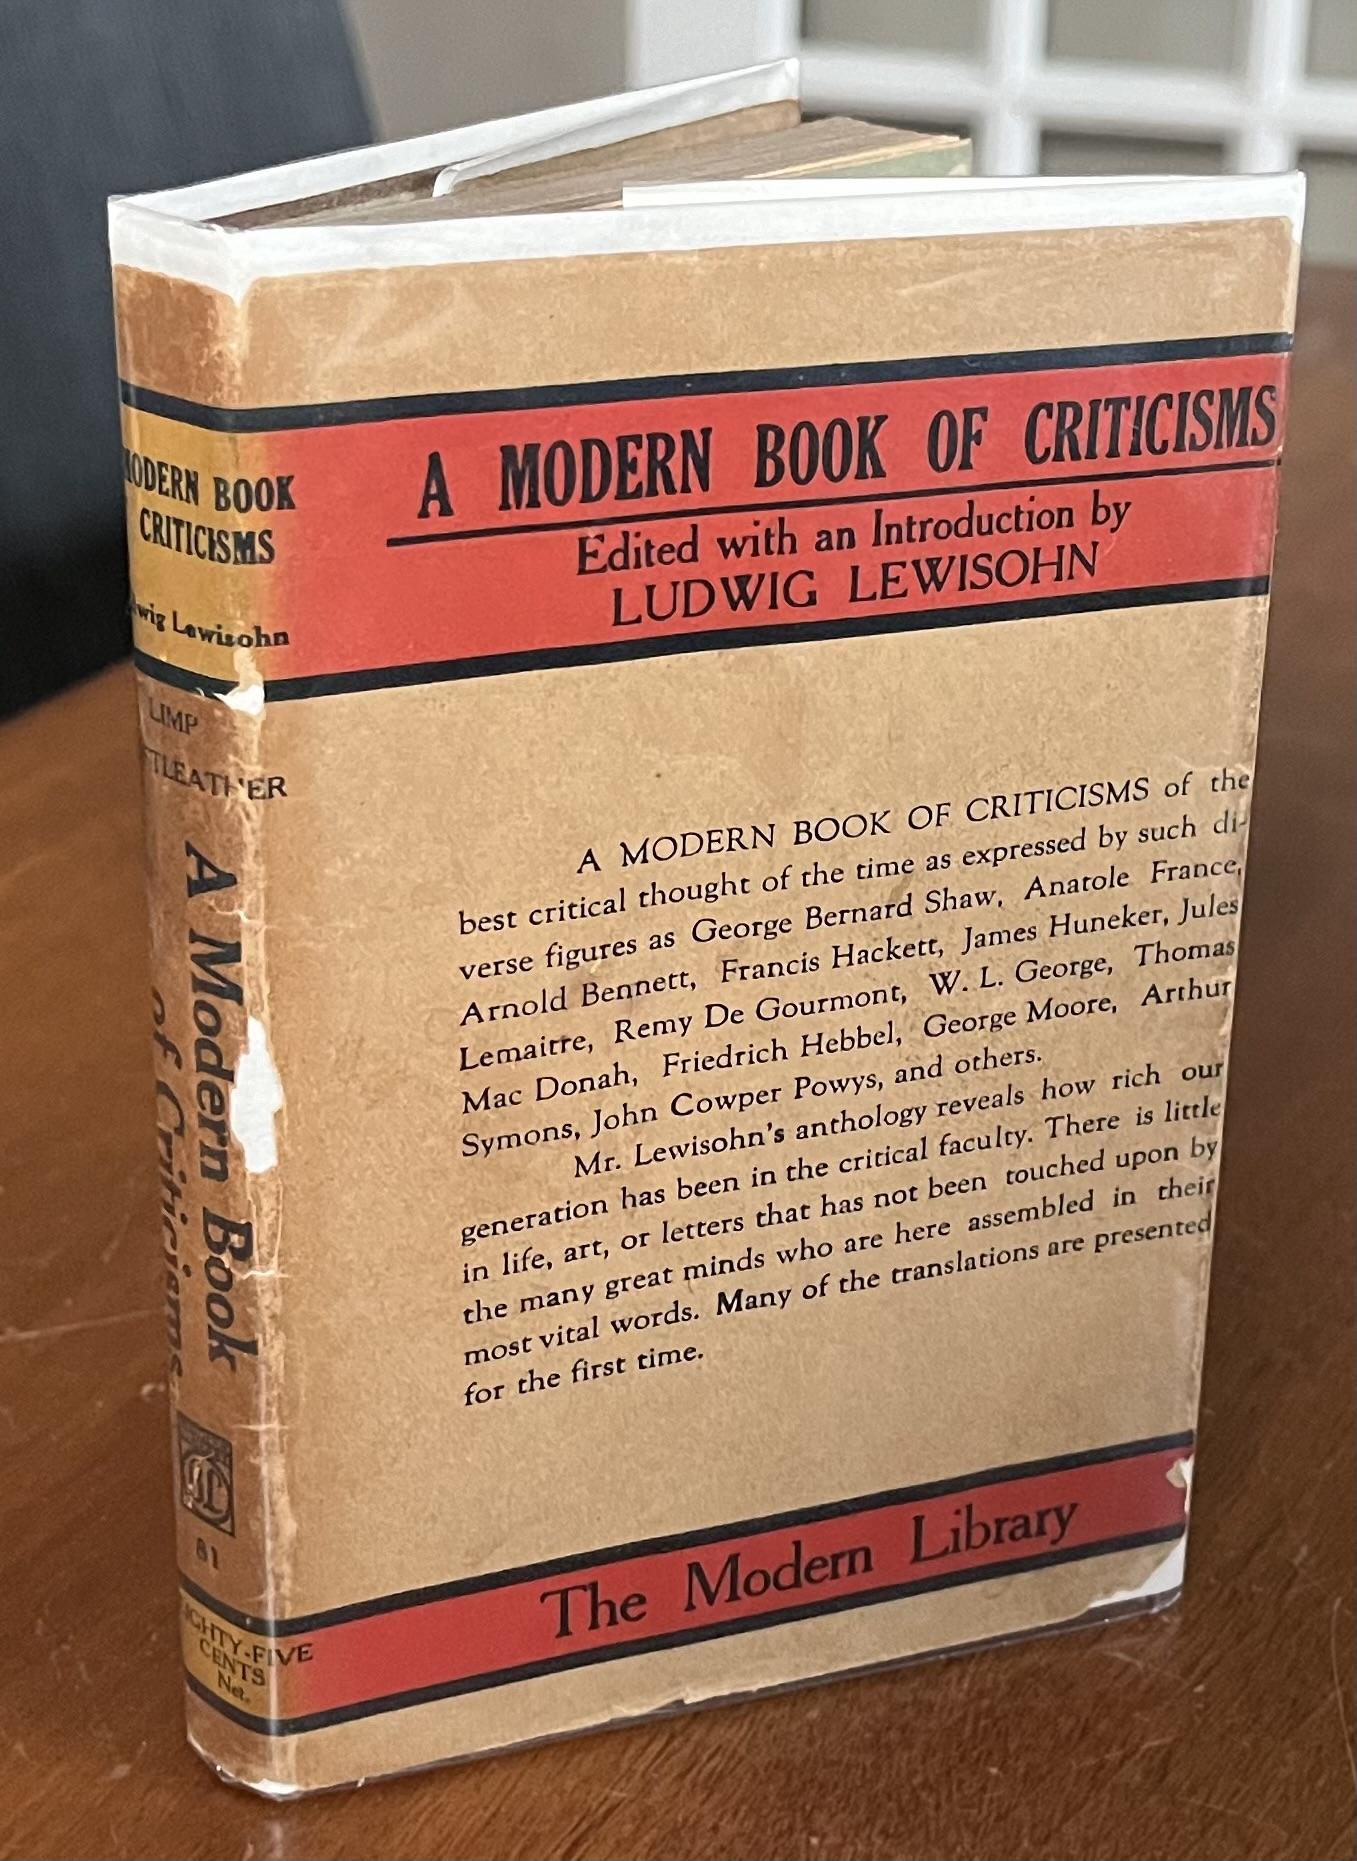 A MODERN BOOK OF CRITICISMS
Edited with an Introduction by
LUDWIG LEWISOHN
A MODERN BOOK OF CRITICISMS of the
best critical thought of the time as expressed by such di-
verse figures as George Bernard Shaw, Anatole France,
Arnold Bennett, Francis Hackett, James Huneker, Jules
Lemaitre, Remy De Gourmont, W. L. George, Thomas
Mac Donah, Friedrich Hebbel, George Moore, Arthur
Symons, John Cowper Powys, and others.
Mr. Lewisohn's anthology reveals how rich our
generation has been in the critical faculty. There is little
in life, art, or letters that has not been touched upon by
the many great minds who are here assembled in their
most vital words. Many of the translations are presented
for the first time.
The Modern Library
MODERN BOOK
CRITICISMS
Lewisohn
LIMP
A Modern Book
of Criticisms
81
CENTS
Net.